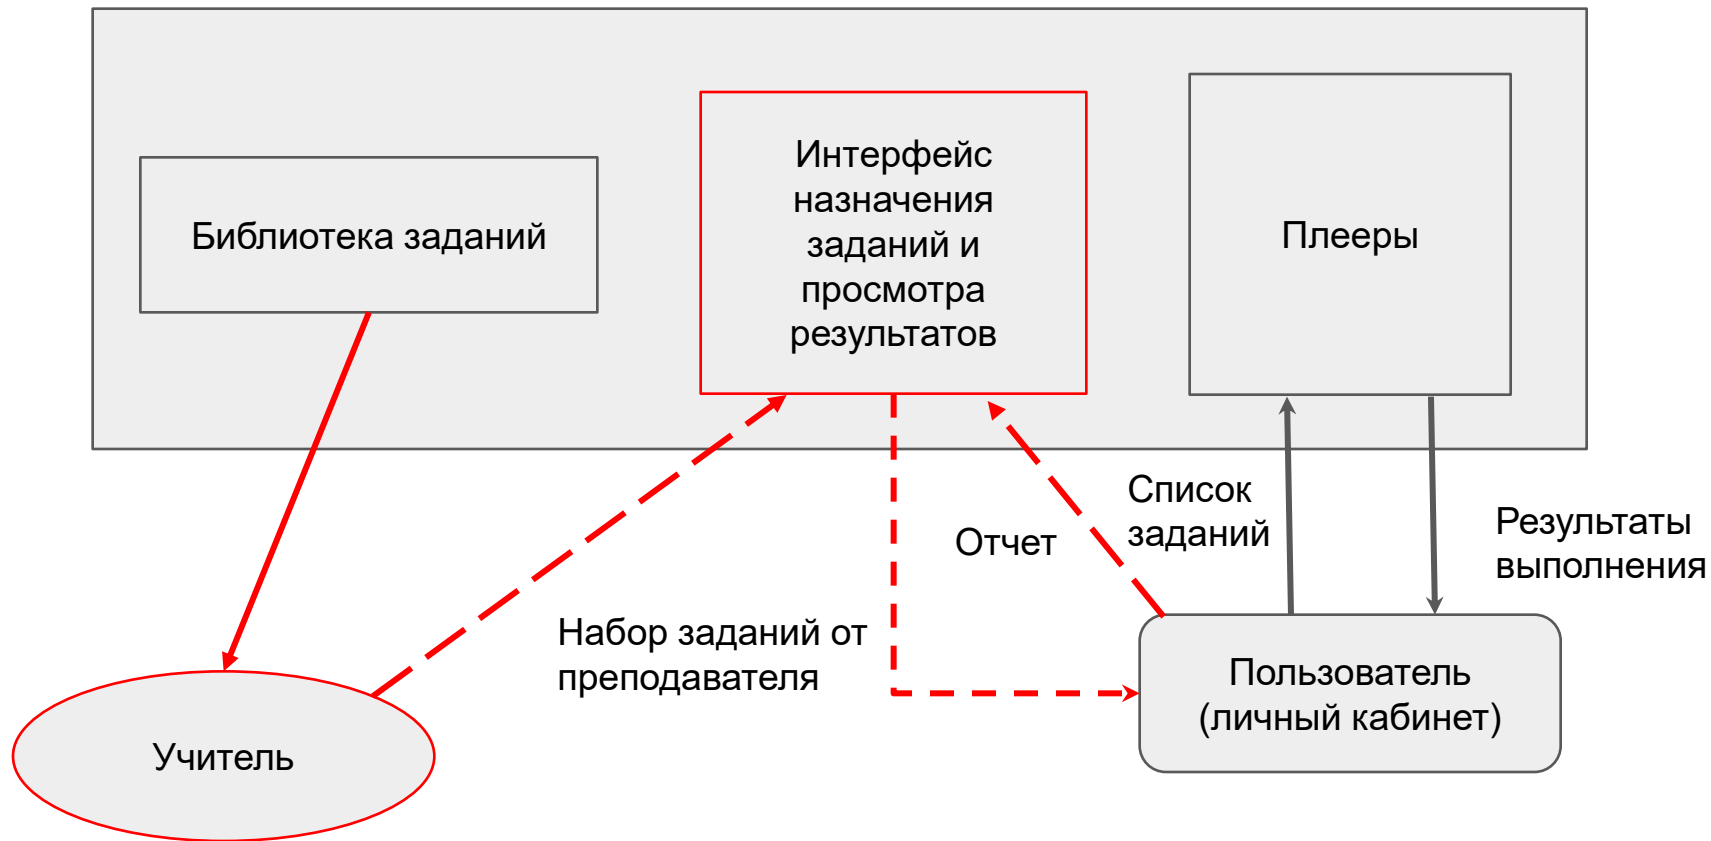 Библиотека заданий
Интерфейс
назначения
заданий и
просмотра
результатов
Плееры
Список
заданий
Отчет
Результаты
выполнения
Набор заданий от
преподавателя
Пользователь
(личный кабинет)
Учитель